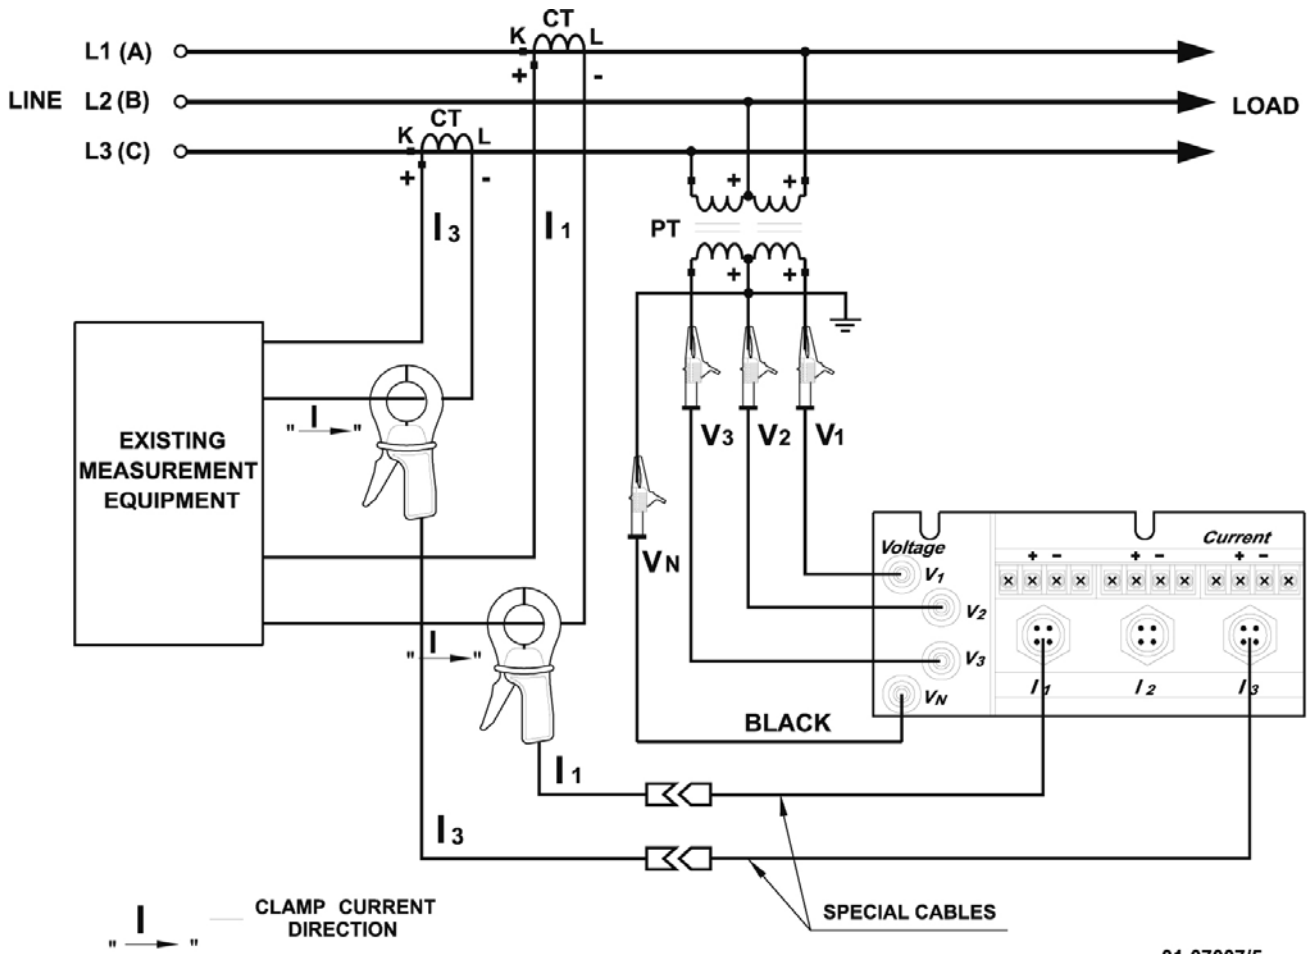 CT
K L
L1 (A)
+ -
LINE L2 (B) LOAD
CT
K L
L3 (C)
+ -
+ +
I3 I1 PT
+ +
V3 V2 V1
" I "
EXISTING
MEASUREMENT
EQUIPMENT
VN
Voltage
Current
+ - + - + -
V1
V2
V3
VN
I1 I2 I3
" I "
BLACK
I1
I3
CLAMP CURRENT
DIRECTION
" I "
SPECIAL CABLES